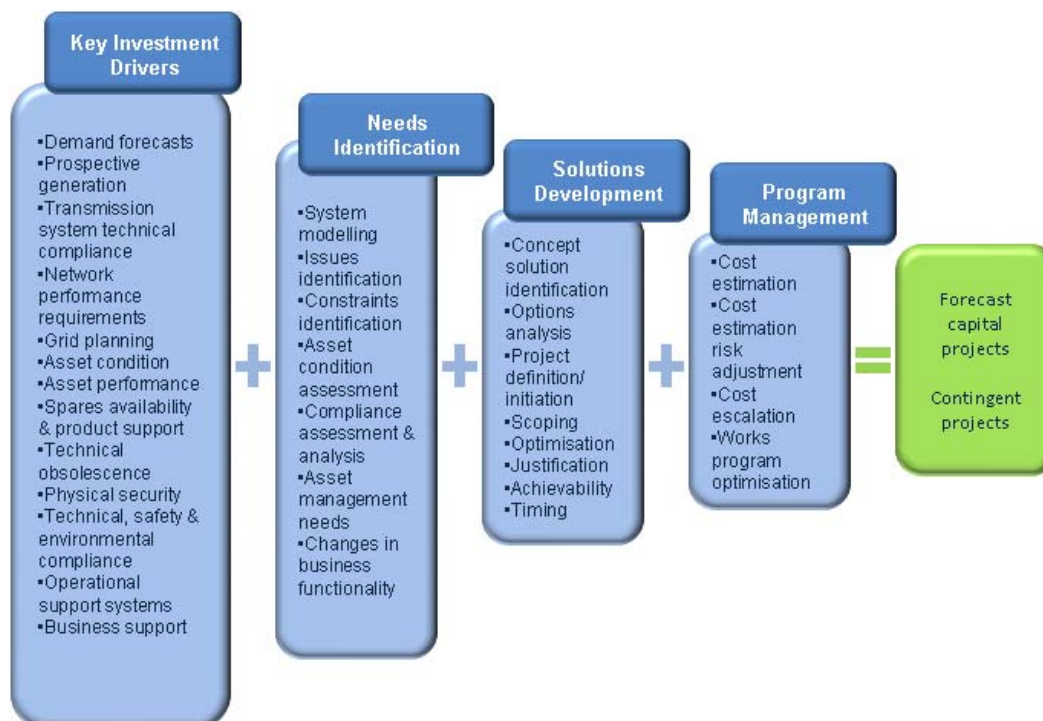 Key Investment
Drivers
▪Demand forecasts
▪Prospective
generation
▪Transmission
system technical
compliance
▪Network
performance
requirements
▪Grid planning
▪Asset condition
▪Asset performance
▪Spares availability
& product support
▪Technical
obsolescence
▪Physical security
▪Technical, safety &
environmental
compliance
▪Operational
support systems
▪Business support
+
Needs
Identification
▪System
modelling
▪Issues
identification
▪Constraints
identification
▪Asset
condition
assessment
▪Compliance
assessment &
analysis
▪Asset
management
needs
▪Changes in
business
functionality
+
Solutions
Development
▪Concept
solution
identification
▪Options
analysis
▪Project
definition/
initiation
▪Scoping
▪Optimisation
▪Justification
▪Achievability
▪Timing
+
Program
Management
▪Cost
estimation
▪Cost
estimation
risk
adjustment
▪Cost
escalation
▪Works
program
optimisation
=
Forecast
capital
projects
Contingent
projects